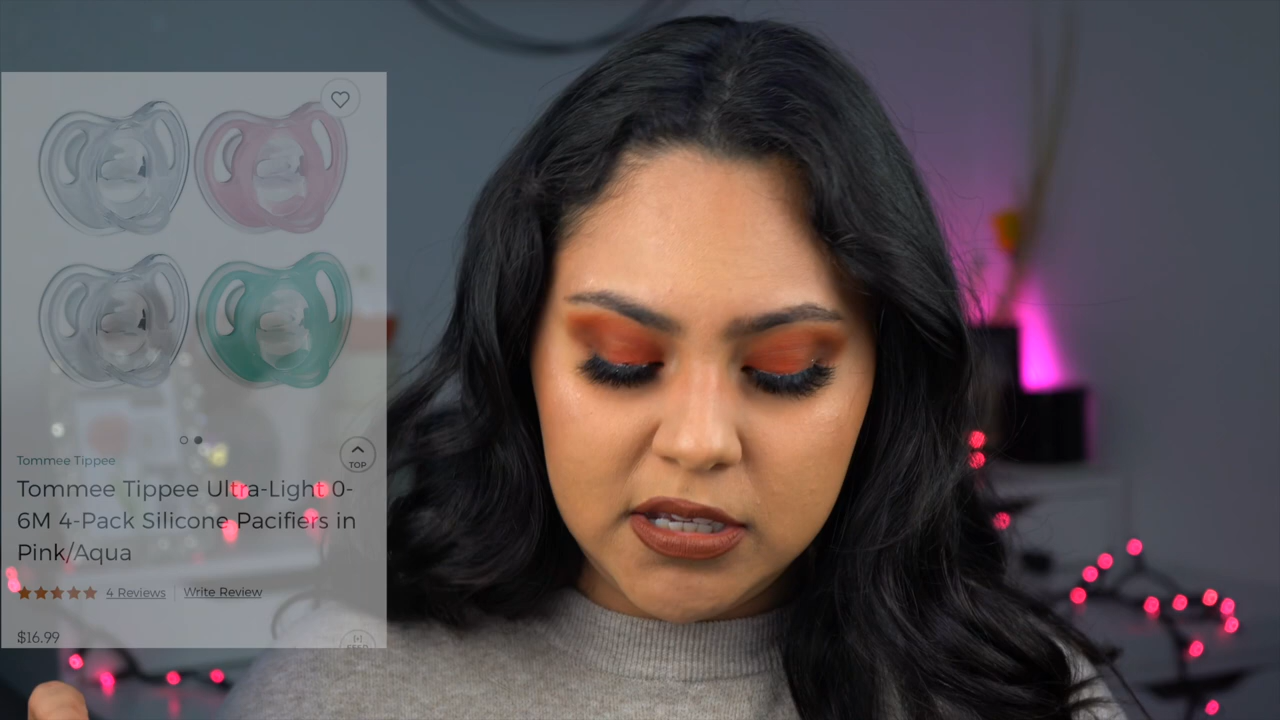 TOP
Tommee Tippee
Tommee Tippee Ultra-Light 0-
6M 4-Pack Silicone Pacifiers in
Pink/Aqua
4 Reviews Write Review
$16.99